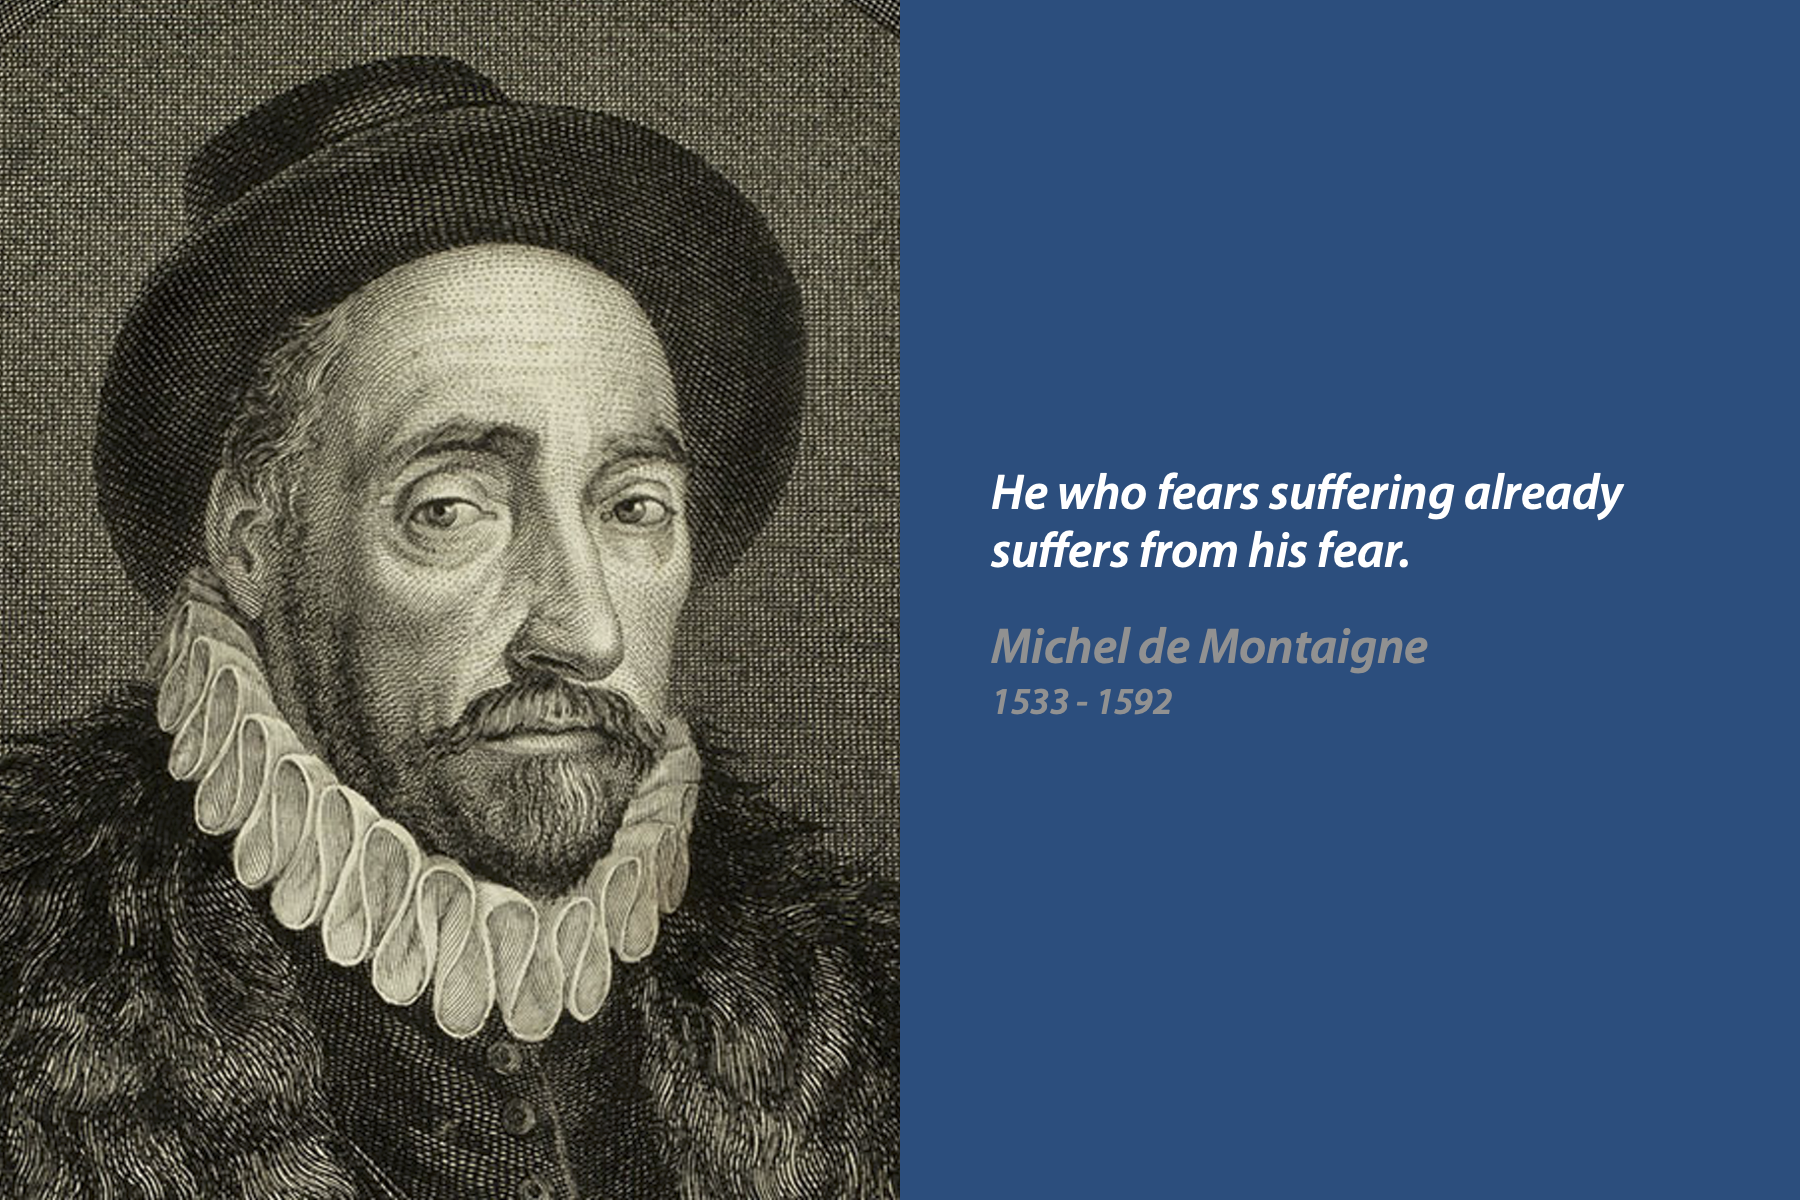 He who fears suffering already
suffers from his fear.
Michel de Montaigne
1533 - 1592